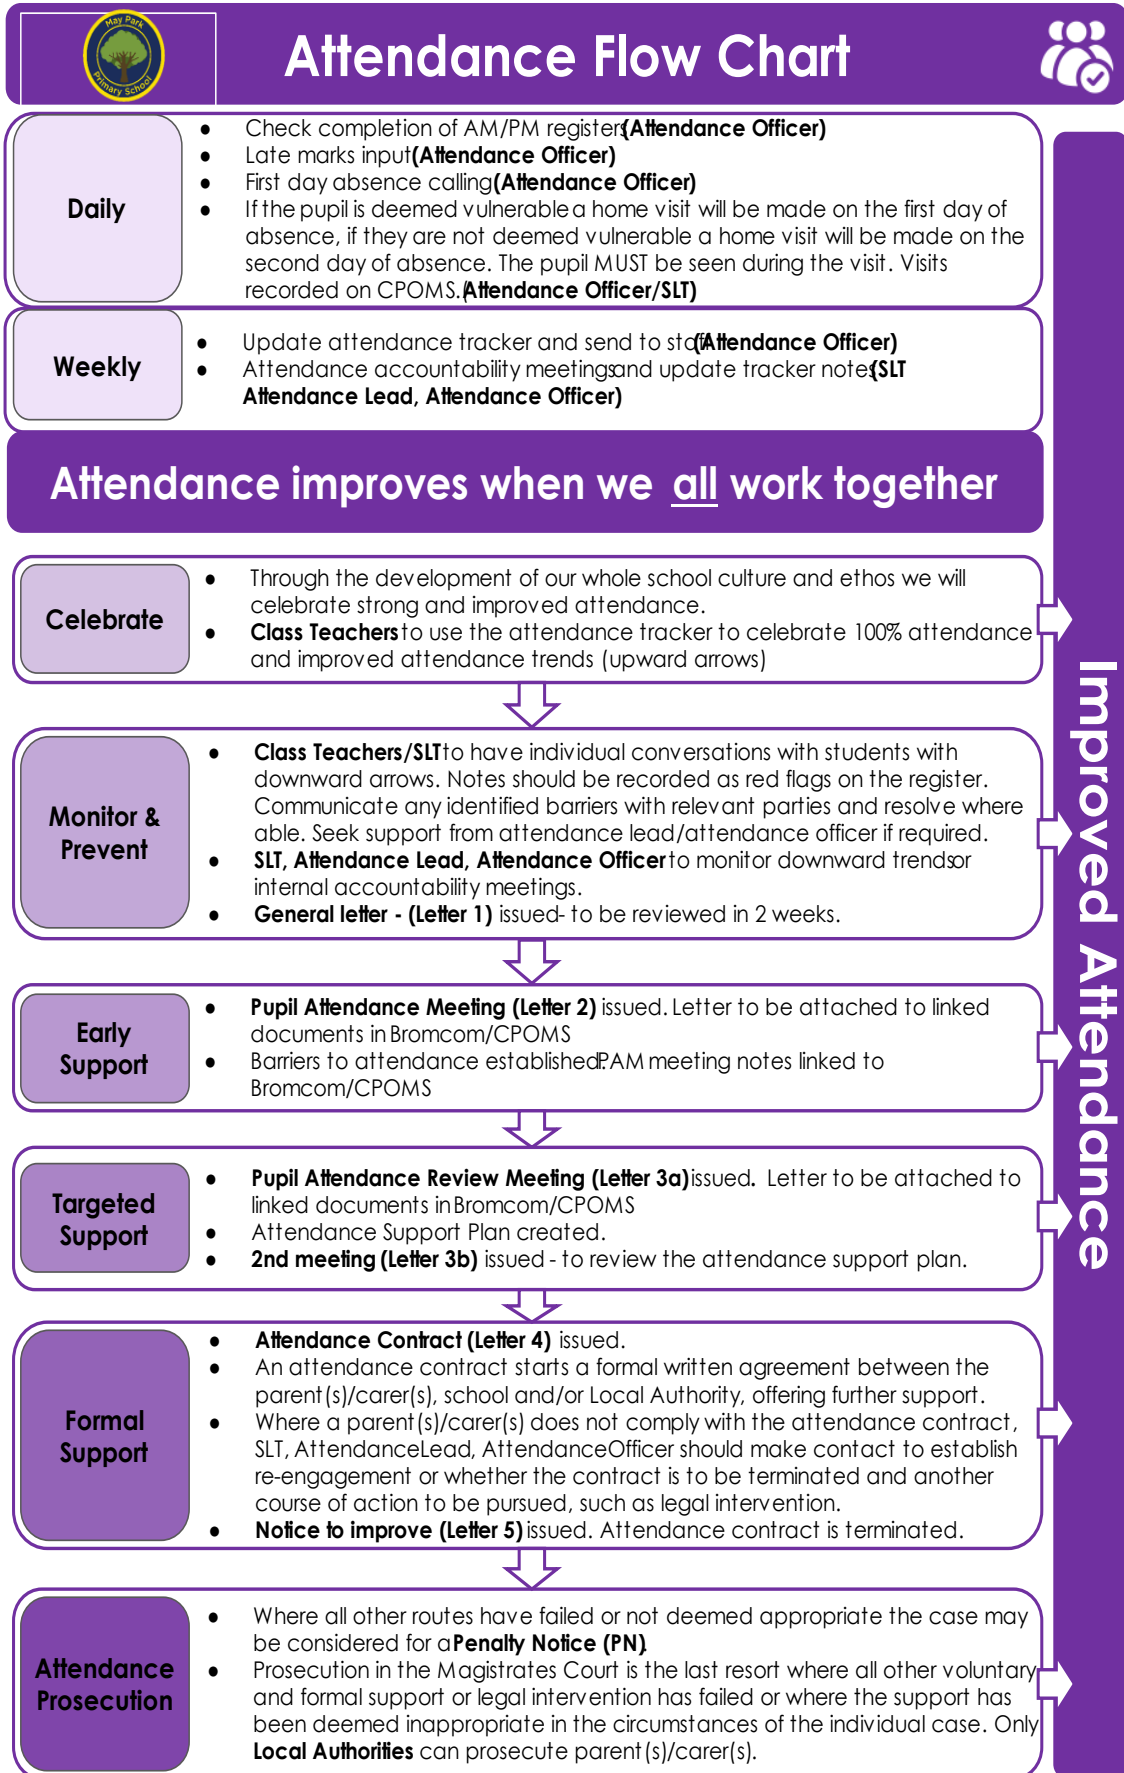 May Park
Primary School
Attendance Flow Chart
Daily
● Check completion of AM/PM registers(Attendance Officer)
● Late marks input(Attendance Officer)
● First day absence calling(Attendance Officer)
● If the pupil is deemed vulnerable a home visit will be made on the first day of
absence, if they are not deemed vulnerable a home visit will be made on the
second day of absence. The pupil MUST be seen during the visit. Visits
recorded on CPOMS.(Attendance Officer/SLT)
Weekly
● Update attendance tracker and send to staff(Attendance Officer)
● Attendance accountability meetings and update tracker notes(SLT
Attendance Lead, Attendance Officer)
Attendance improves when we all work together
Celebrate
● Through the development of our whole school culture and ethos we will
celebrate strong and improved attendance.
● Class Teachers to use the attendance tracker to celebrate 100% attendance
and improved attendance trends (upward arrows)
Monitor &
Prevent
● Class Teachers/SLT to have individual conversations with students with
downward arrows. Notes should be recorded as red flags on the register.
Communicate any identified barriers with relevant parties and resolve where
able. Seek support from attendance lead/attendance officer if required.
● SLT, Attendance Lead, Attendance Officer to monitor downward trends or
internal accountability meetings.
● General letter - (Letter 1) issued- to be reviewed in 2 weeks.
Early
Support
● Pupil Attendance Meeting (Letter 2) issued. Letter to be attached to linked
documents in Bromcom/CPOMS
● Barriers to attendance established. PAM meeting notes linked to
Bromcom/CPOMS
Targeted
Support
● Pupil Attendance Review Meeting (Letter 3a) issued. Letter to be attached to
linked documents in Bromcom/CPOMS
● Attendance Support Plan created.
● 2nd meeting (Letter 3b) issued - to review the attendance support plan.
Formal
Support
● Attendance Contract (Letter 4) issued.
● An attendance contract starts a formal written agreement between the
parent(s)/carer(s), school and/or Local Authority, offering further support.
● Where a parent(s)/carer(s) does not comply with the attendance contract,
SLT, Attendance Lead, Attendance Officer should make contact to establish
re-engagement or whether the contract is to be terminated and another
course of action to be pursued, such as legal intervention.
● Notice to improve (Letter 5) issued. Attendance contract is terminated.
Attendance
Prosecution
● Where all other routes have failed or not deemed appropriate the case may
be considered for a Penalty Notice (PN)
● Prosecution in the Magistrates Court is the last resort where all other voluntary
and formal support or legal intervention has failed or where the support has
been deemed inappropriate in the circumstances of the individual case. Only
Local Authorities can prosecute parent(s)/carer(s).
Improved Attendance